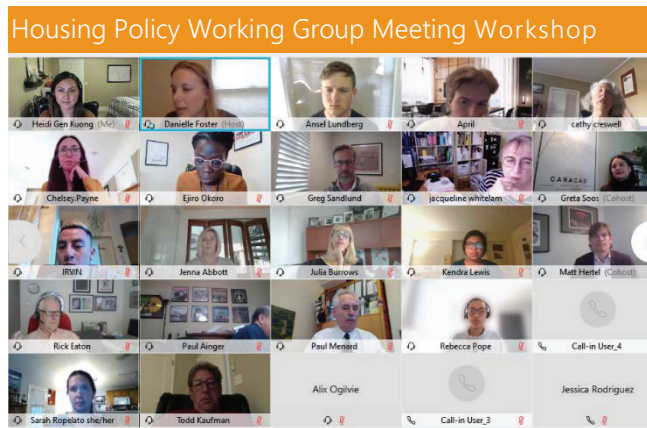 Housing Policy Working Group Meeting Workshop
Heidi Gen Kuong (Me)
Danielle Foster (Host)
Ansel Lundberg
April
cathy creswell
Chelsey.Payne
Ejiro Okoro
Greg Sandlund
jacqueline whitelam
Greta Soos (Cohost)
CARACAS
IRViN
Jenna Abbott
Julia Burrows
Kendra Lewis
Matt Hertel (Cohost)
Rick Eaton
Paul Ainger
Paul Menard
Rebecca Pope
Call-in User_4
Sarah Ropelato she/her
Todd Kaufman
Alix Ogilvie
Call-in User_3
Jessica Rodriguez